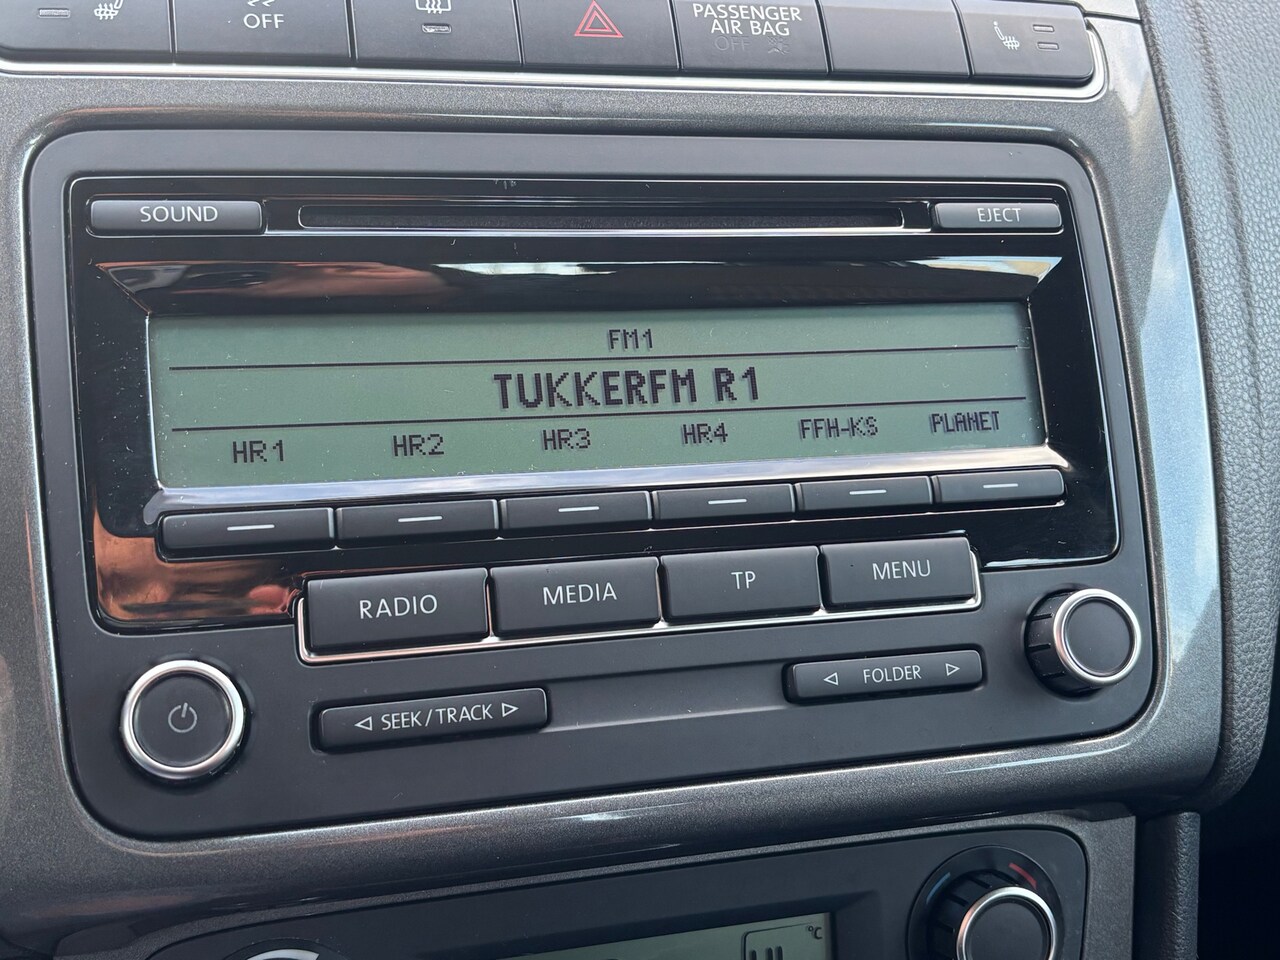 OFF
PASSENGER
AIR BAG
OFF
SOUND
EJECT
FM1
TUKKERFM R1
HR1 HR2 HR3 HR4 FFH-KS PLANET
RADIO MEDIA TP MENU
SEEK/TRACK
FOLDER
°C